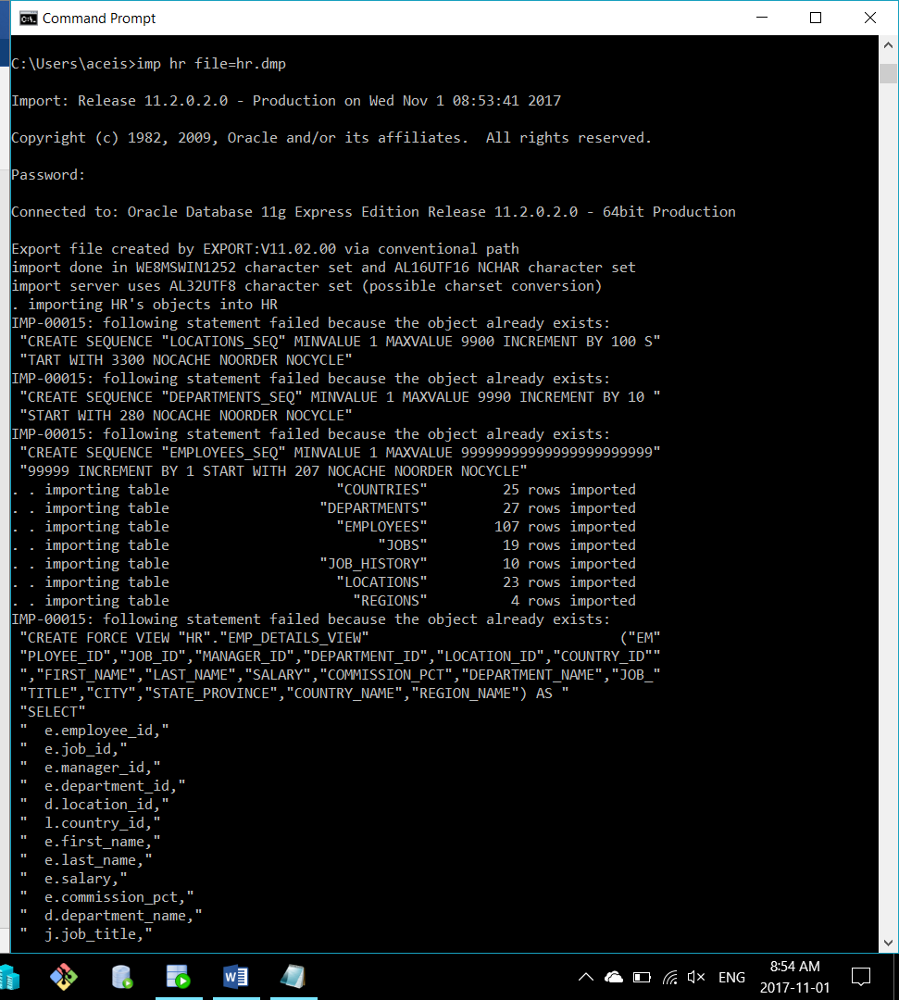 Command Prompt
C:\Users\aceis>imp hr file=hr.dmp
Import: Release 11.2.0.2.0 - Production on Wed Nov 1 08:53:41 2017
Copyright (c) 1982, 2009, Oracle and/or its affiliates.  All rights reserved.
Password:
Connected to: Oracle Database 11g Express Edition Release 11.2.0.2.0 - 64bit Production
Export file created by EXPORT:V11.02.00 via conventional path
import done in WE8MSWIN1252 character set and AL16UTF16 NCHAR character set
import server uses AL32UTF8 character set (possible charset conversion)
. importing HR's objects into HR
IMP-00015: following statement failed because the object already exists:
 "CREATE SEQUENCE "LOCATIONS_SEQ" MINVALUE 1 MAXVALUE 9900 INCREMENT BY 100 S"
 "TART WITH 3300 NOCACHE NOORDER NOCYCLE"
IMP-00015: following statement failed because the object already exists:
 "CREATE SEQUENCE "DEPARTMENTS_SEQ" MINVALUE 1 MAXVALUE 9990 INCREMENT BY 10 "
 "START WITH 280 NOCACHE NOORDER NOCYCLE"
IMP-00015: following statement failed because the object already exists:
 "CREATE SEQUENCE "EMPLOYEES_SEQ" MINVALUE 1 MAXVALUE 99999999999999999999999"
 "99999 INCREMENT BY 1 START WITH 207 NOCACHE NOORDER NOCYCLE"
. . importing table                    "COUNTRIES"         25 rows imported
. . importing table                  "DEPARTMENTS"         27 rows imported
. . importing table                    "EMPLOYEES"        107 rows imported
. . importing table                         "JOBS"         19 rows imported
. . importing table                  "JOB_HISTORY"         10 rows imported
. . importing table                    "LOCATIONS"         23 rows imported
. . importing table                      "REGIONS"          4 rows imported
IMP-00015: following statement failed because the object already exists:
 "CREATE FORCE VIEW "HR"."EMP_DETAILS_VIEW"                              ("EM"
 "PLOYEE_ID","JOB_ID","MANAGER_ID","DEPARTMENT_ID","LOCATION_ID","COUNTRY_ID""
 ","FIRST_NAME","LAST_NAME","SALARY","COMMISSION_PCT","DEPARTMENT_NAME","JOB_"
 "TITLE","CITY","STATE_PROVINCE","COUNTRY_NAME","REGION_NAME") AS "
 "SELECT"
 "  e.employee_id,"
 "  e.job_id,"
 "  e.manager_id,"
 "  e.department_id,"
 "  d.location_id,"
 "  l.country_id,"
 "  e.first_name,"
 "  e.last_name,"
 "  e.salary,"
 "  e.commission_pct,"
 "  d.department_name,"
 "  j.job_title,"
ENG
8:54 AM
2017-11-01